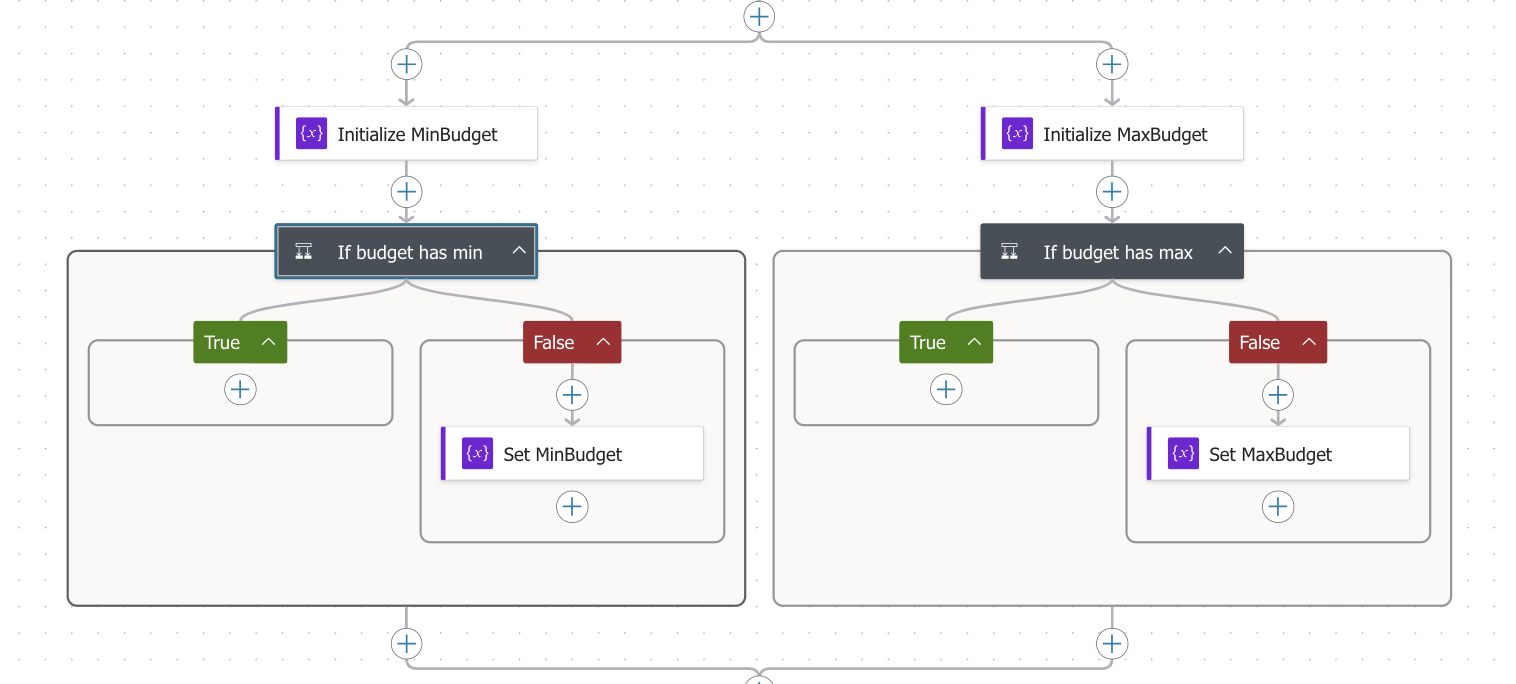 {x} Initialize MinBudget
{x} Initialize MaxBudget
If budget has min
If budget has max
True
False
True
False
{x} Set MinBudget
{x} Set MaxBudget